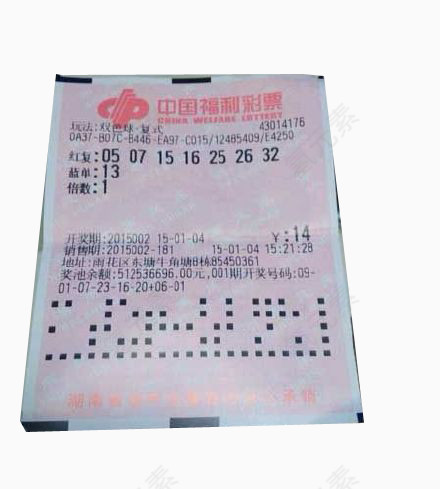 中国福利彩票
CHINA WELFARE LOTTERY
玩法:双色球·复式 43014176
0A37-B07C-B446-EA97-C015/12485409/E4250
红复:05 07 15 16 25 26 32
蓝单:13
倍数:1
开奖期:2015002 15-01-04 ¥:14
销售期:2015002-181 15-01-04 15:21:28
地址:雨花区东塘牛角塘8栋85450361
奖池余额:512536696.00元,001期开奖号码:09-
01-07-23-16-20+06-01